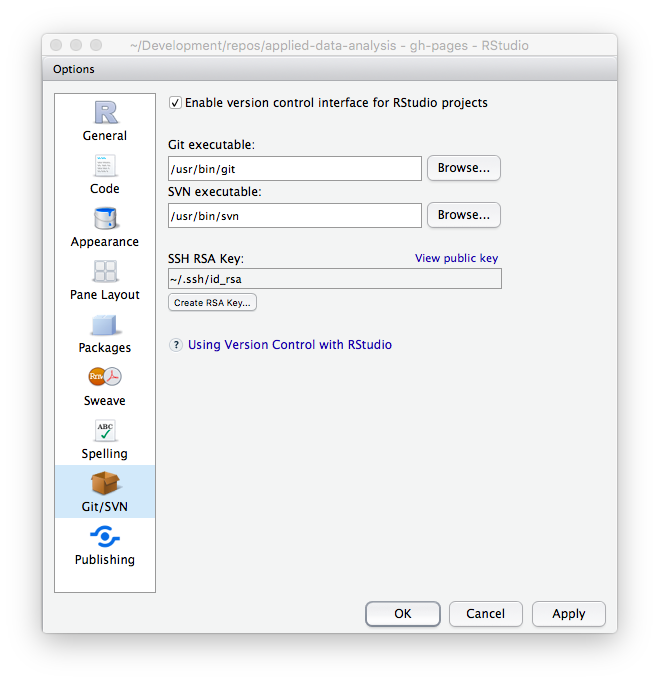 ~/Development/repos/applied-data-analysis - gh-pages - RStudio
Options
General
Code
Appearance
Pane Layout
Packages
Rnw
Sweave
ABC
Spelling
Git/SVN
Publishing
Enable version control interface for RStudio projects
Git executable:
/usr/bin/git
Browse...
SVN executable:
/usr/bin/svn
Browse...
SSH RSA Key:
View public key
~/.ssh/id_rsa
Create RSA Key...
? Using Version Control with RStudio
OK
Cancel
Apply